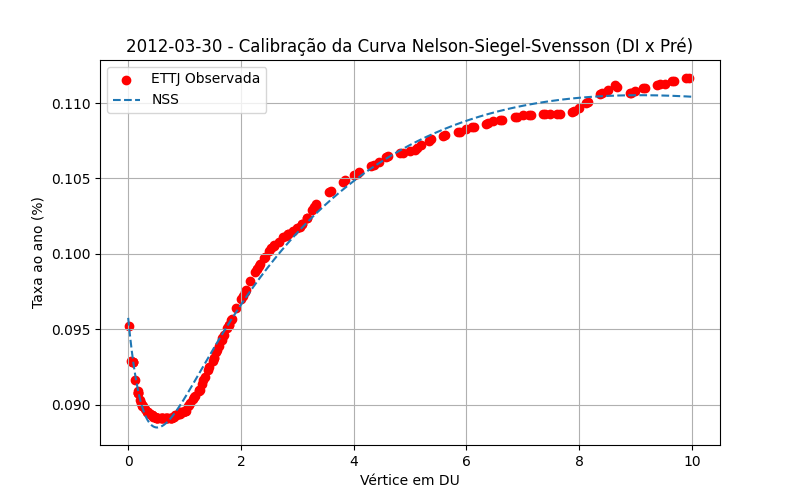 2012-03-30 - Calibração da Curva Nelson-Siegel-Svensson (DI x Pré)
ETTJ Observada
NSS
Taxa ao ano (%)
0.110
0.105
0.100
0.095
0.090
0 2 4 6 8 10
Vértice em DU